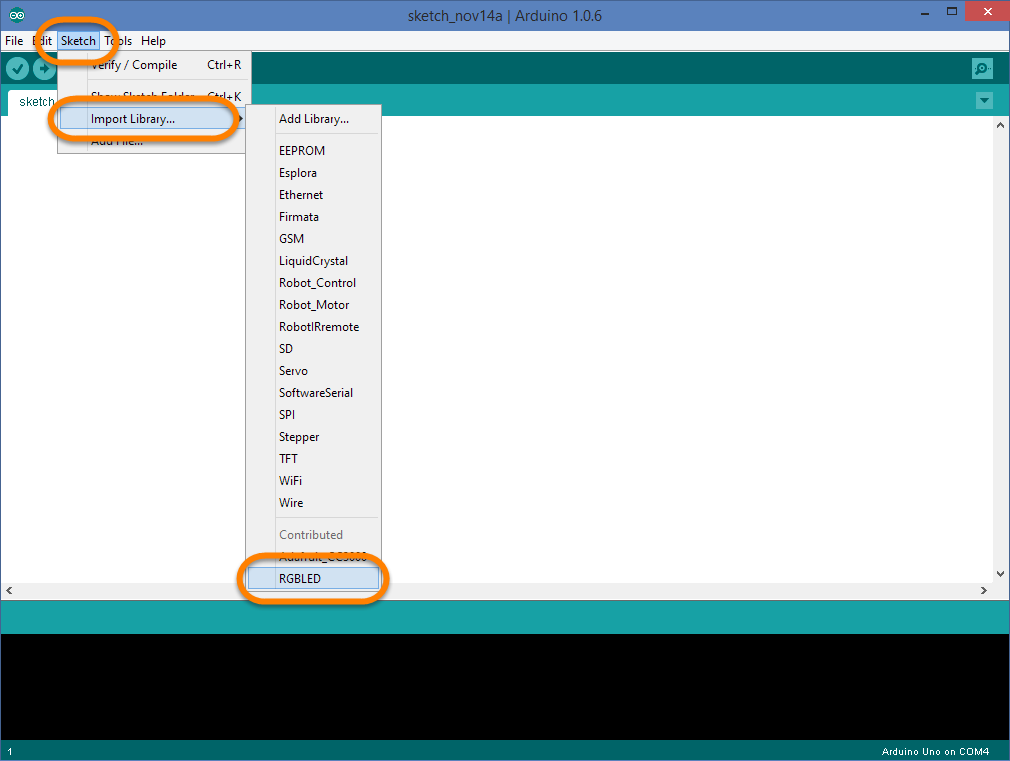 sketch_nov14a | Arduino 1.0.6
File Edit Sketch Tools Help
Verify / Compile Ctrl+R
Show Sketch Folder Ctrl+K
sketch
Import Library...
Add File...
Add Library...
EEPROM
Esplora
Ethernet
Firmata
GSM
LiquidCrystal
Robot_Control
Robot_Motor
RobotIRremote
SD
Servo
SoftwareSerial
SPI
Stepper
TFT
WiFi
Wire
Contributed
Adafruit_CC3000
RGBLED
1
Arduino Uno on COM4